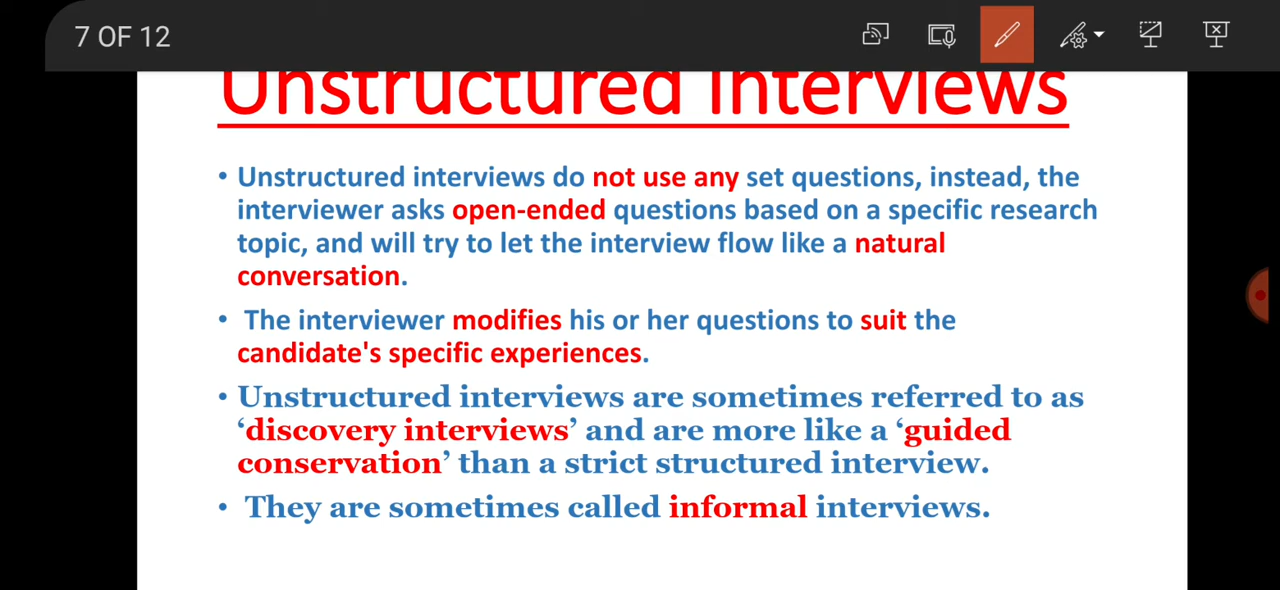 7 OF 12
Unstructured Interviews
• Unstructured interviews do not use any set questions, instead, the
interviewer asks open-ended questions based on a specific research
topic, and will try to let the interview flow like a natural
conversation.
• The interviewer modifies his or her questions to suit the
candidate's specific experiences.
• Unstructured interviews are sometimes referred to as
‘discovery interviews’ and are more like a ‘guided
conservation’ than a strict structured interview.
• They are sometimes called informal interviews.